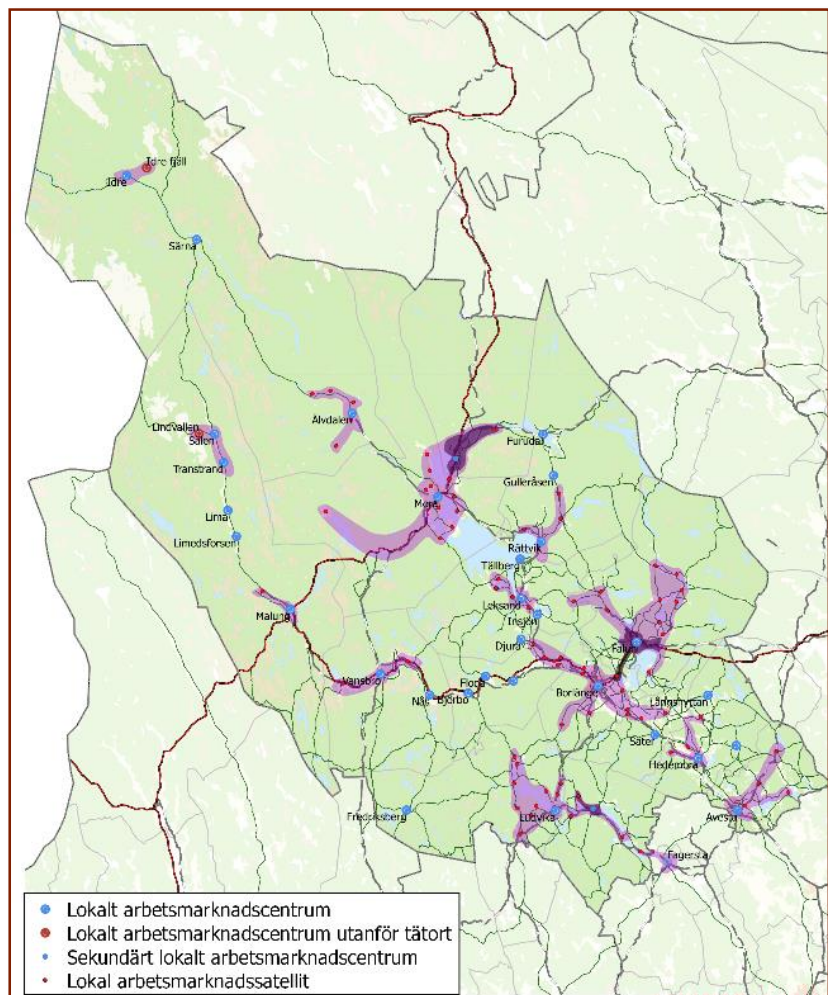 Idre fjäll
Idre
Särna
Älvdalen
Lindvallen
Sälen
Transtrand
Furudal
Gulleråsen
Mora
Lima
Limedsforsen
Rättvik
Tällberg
Malung
Leksand
Insjön
Djurås
Falun
Vansbro
Floda
Nås
Björbo
Borlänge
Långshyttan
Säter
Hedemora
Fredriksberg
Ludvika
Avesta
Fagersta
Lokalt arbetsmarknadscentrum
Lokalt arbetsmarknadscentrum utanför tätort
Sekundärt lokalt arbetsmarknadscentrum
Lokal arbetsmarknadssatellit